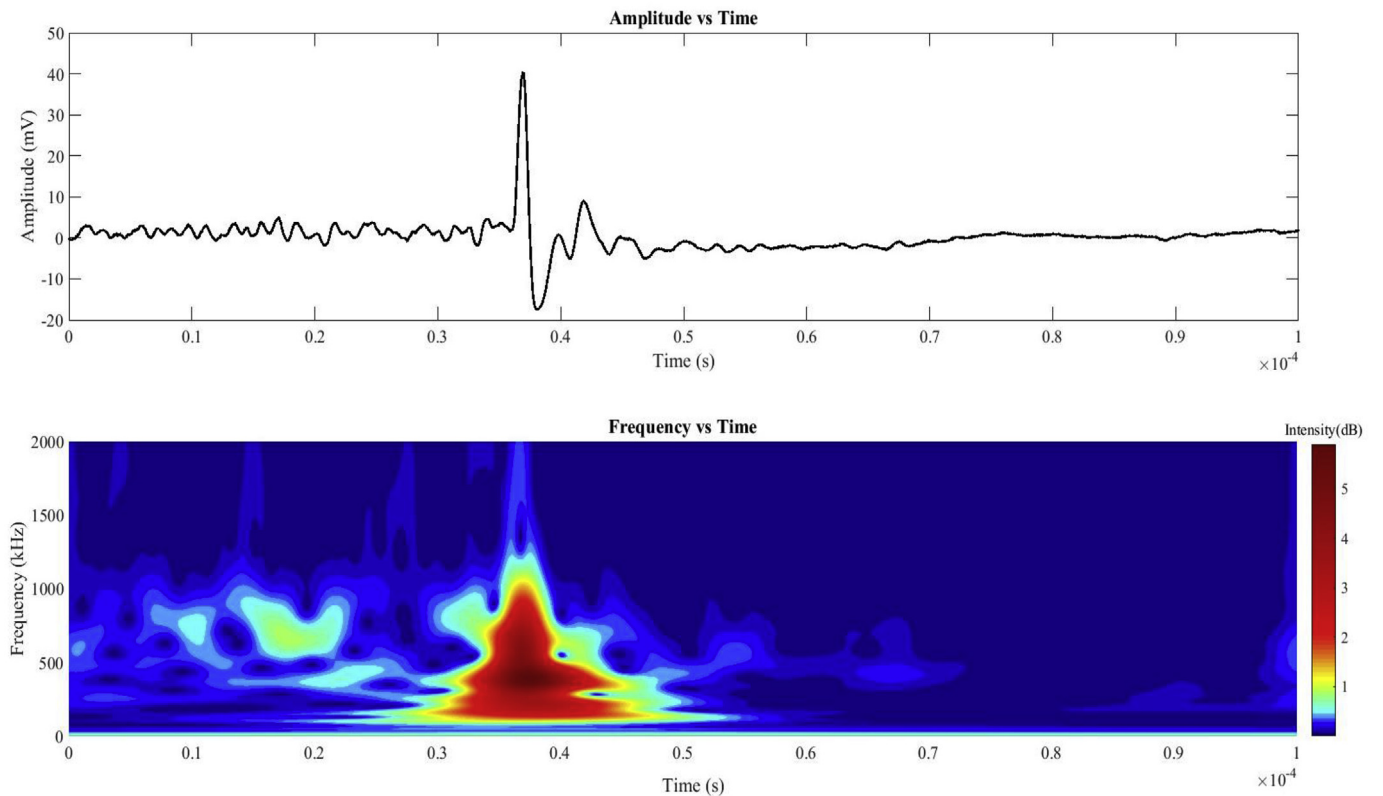 Amplitude vs Time
50
40
30
20
10
0
-10
-20
Amplitude (mV)
0 0.1 0.2 0.3 0.4 0.5 0.6 0.7 0.8 0.9 1
Time (s)
×10-4
Frequency vs Time
Intensity(dB)
2000
1500
1000
500
0
Frequency (kHz)
5
4
3
2
1
0 0.1 0.2 0.3 0.4 0.5 0.6 0.7 0.8 0.9 1
Time (s)
×10-4